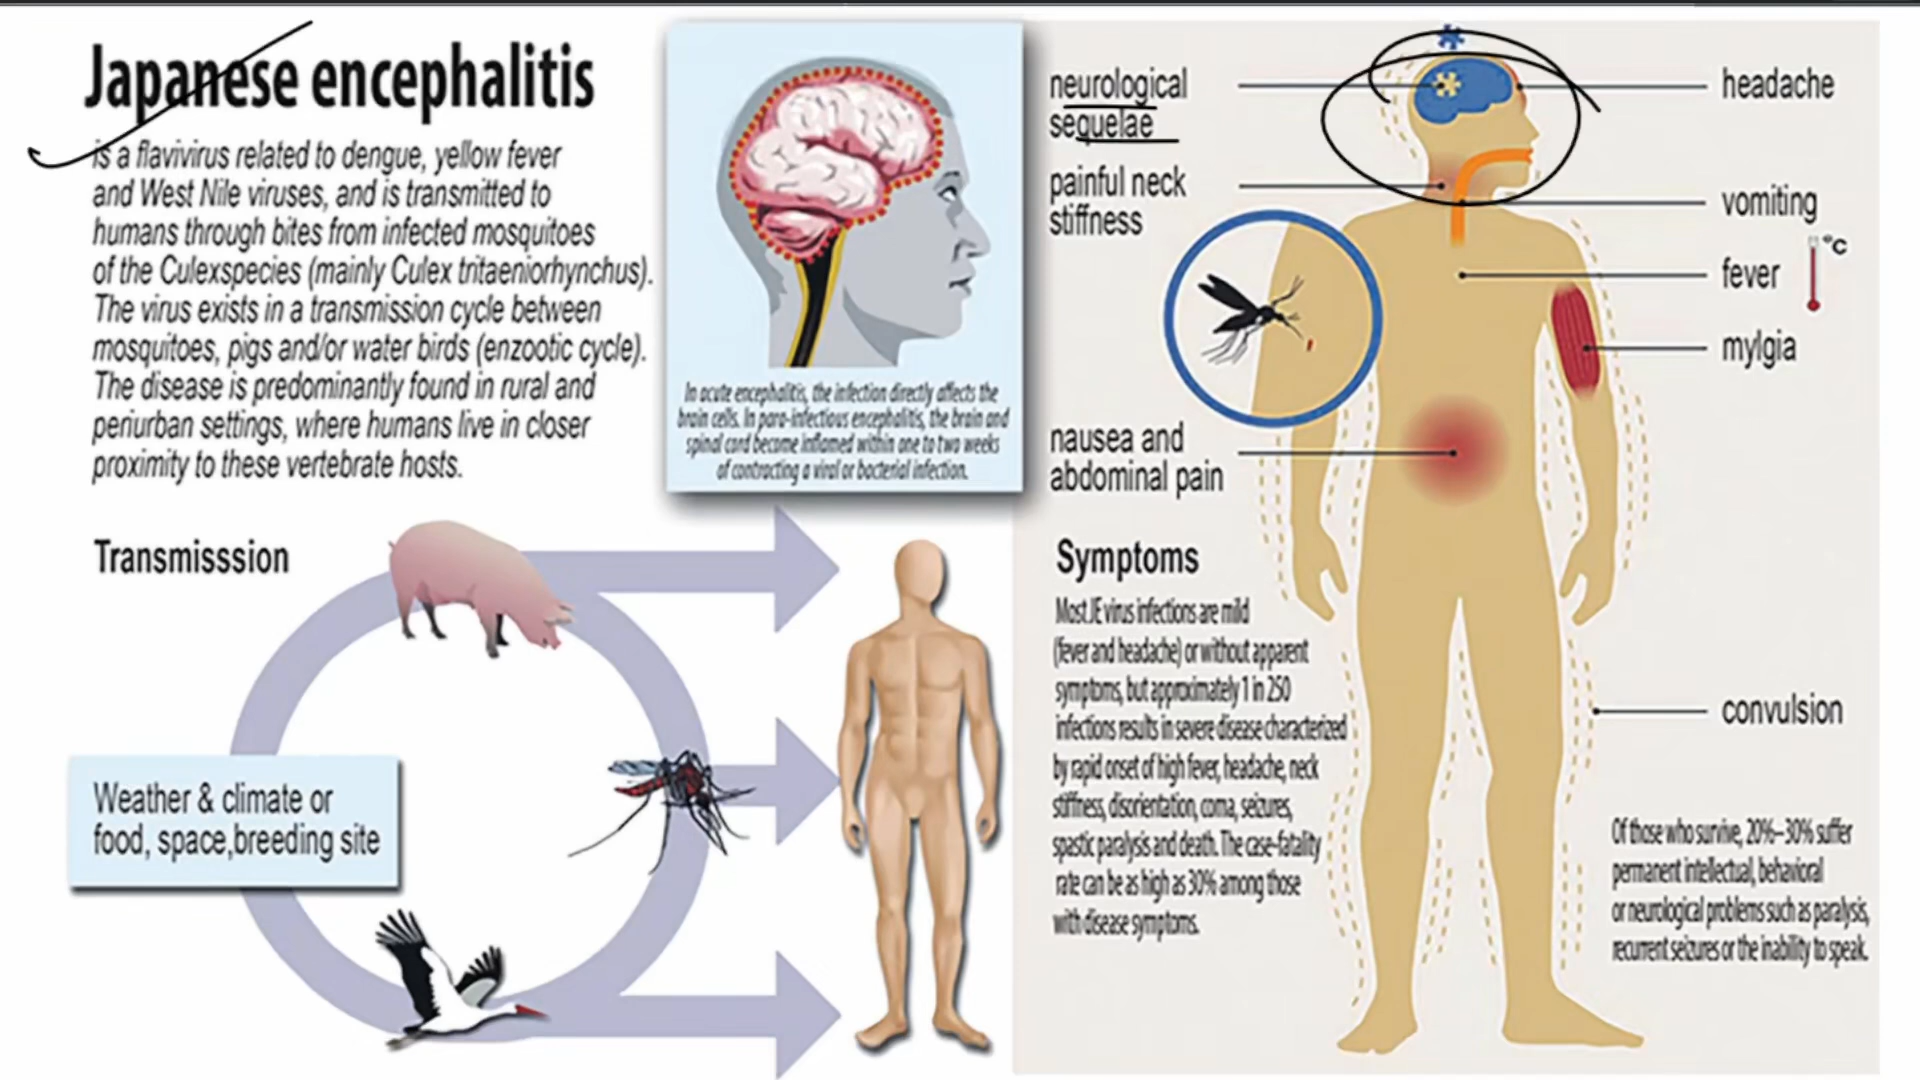 Japanese encephalitis
is a flavivirus related to dengue, yellow fever
and West Nile viruses, and is transmitted to
humans through bites from infected mosquitoes
of the Culexspecies (mainly Culex tritaeniorhynchus).
The virus exists in a transmission cycle between
mosquitoes, pigs and/or water birds (enzootic cycle).
The disease is predominantly found in rural and
periurban settings, where humans live in closer
proximity to these vertebrate hosts.
In acute encephalitis, the infection directly affects the
brain cells. In para-infectious encephalitis, the brain and
spinal cord become inflamed within one to two weeks
of contracting a viral or bacterial infection.
Transmisssion
Weather & climate or
food, space,breeding site
neurological
sequelae
painful neck
stiffness
nausea and
abdominal pain
headache
vomiting
°C
fever
mylgia
convulsion
Symptoms
Most JE virus infections are mild
(fever and headache) or without apparent
symptoms, but approximately 1 in 250
infections results in severe disease characterized
by rapid onset of high fever, headache, neck
stiffness, disorientation, coma, seizures,
spastic paralysis and death. The case-fatality
rate can be as high as 30% among those
with disease symptoms.
Of those who survive, 20%–30% suffer
permanent intellectual, behavioral
or neurological problems such as paralysis,
recurrent seizures or the inability to speak.